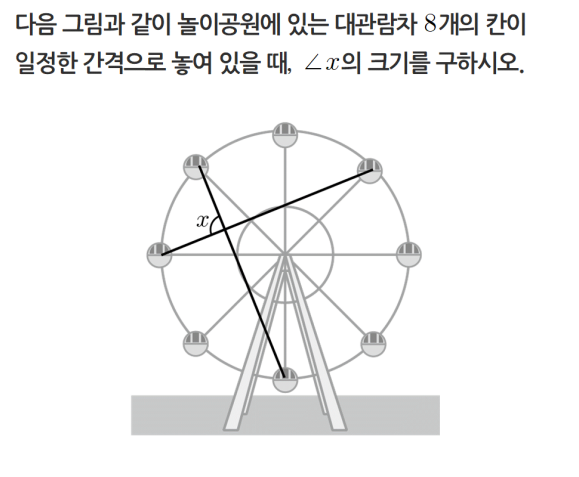 다음 그림과 같이 놀이공원에 있는 대관람차 8개의 칸이
일정한 간격으로 놓여 있을 때, ∠x의 크기를 구하시오.
x